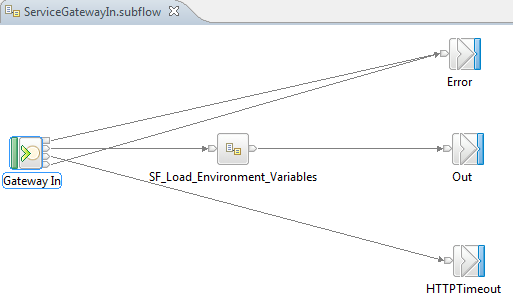 ServiceGatewayIn.subflow
Error
Gateway In
SF_Load_Environment_Variables
Out
HTTPTimeout